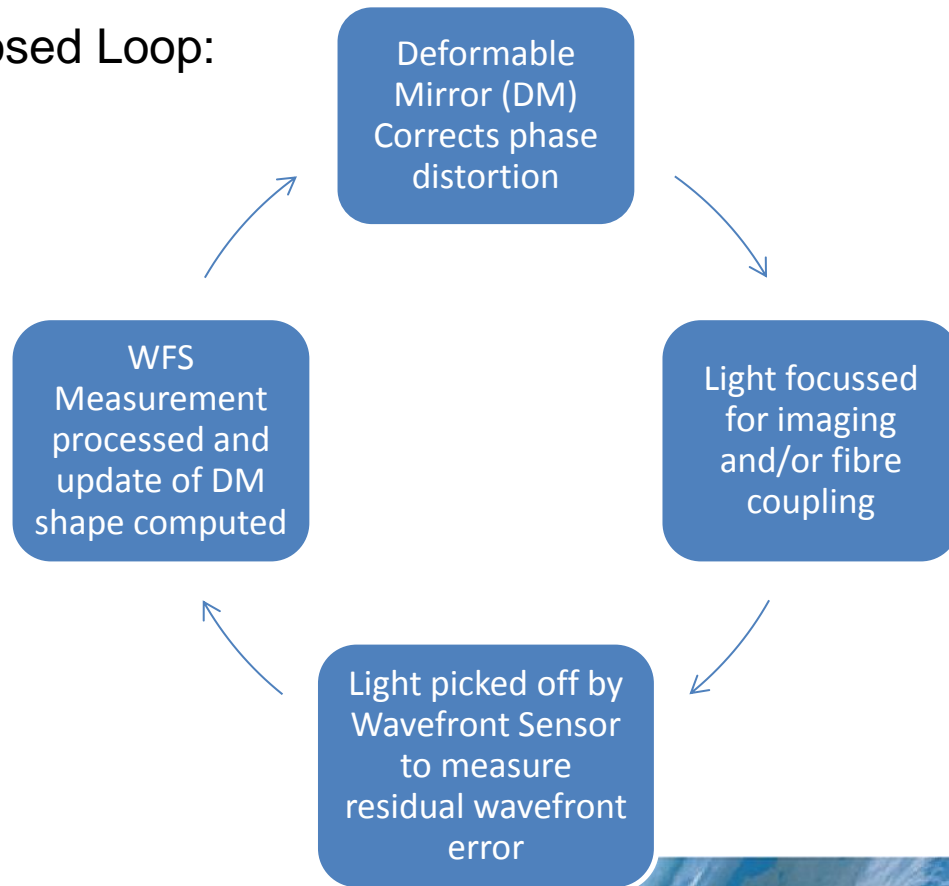 osed Loop:
Deformable
Mirror (DM)
Corrects phase
distortion
Light focussed
for imaging
and/or fibre
coupling
Light picked off by
Wavefront Sensor
to measure
residual wavefront
error
WFS
Measurement
processed and
update of DM
shape computed